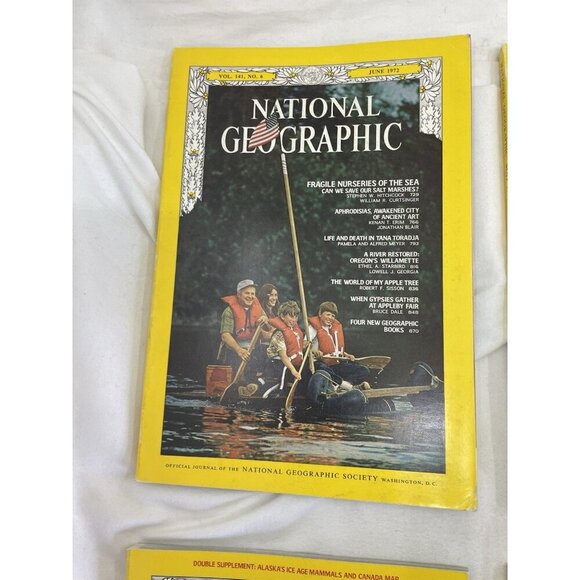 VOL. 141, NO. 6
JUNE 1972
NATIONAL
GEOGRAPHIC
FRAGILE NURSERIES OF THE SEA
CAN WE SAVE OUR SALT MARSHES?
STEPHEN W. HITCHCOCK 729
WILLIAM R. CURTSINGER
APHRODISIAS, AWAKENED CITY
OF ANCIENT ART
KENAN T. ERIM 766
JONATHAN BLAIR
LIFE AND DEATH IN TANA TORADJA
PAMELA AND ALFRED MEYER 793
A RIVER RESTORED:
OREGON'S WILLAMETTE
ETHEL A. STARBIRD 816
LOWELL J. GEORGIA
THE WORLD OF MY APPLE TREE
ROBERT F. SISSON 836
WHEN GYPSIES GATHER
AT APPLEBY FAIR
BRUCE DALE 848
FOUR NEW GEOGRAPHIC
BOOKS 870
OFFICIAL JOURNAL OF THE NATIONAL GEOGRAPHIC SOCIETY WASHINGTON, D.C.
DOUBLE SUPPLEMENT: ALASKA'S ICE AGE MAMMALS AND CANADA MAP